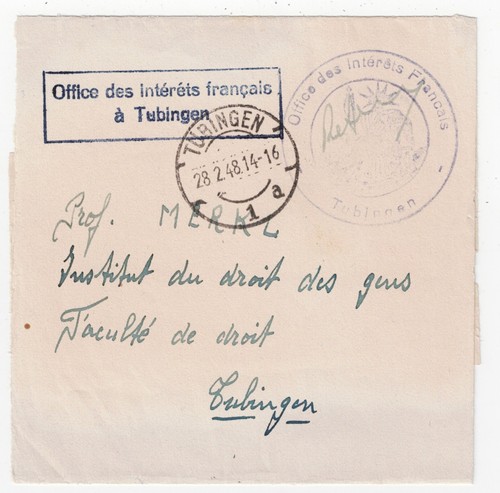 Office des intérêts français
à Tubingen
Office des Intérêts Français
Tubingen
TÜBINGEN
28.2.48.14-16
1 a
Prof. MERKL
Institut du droit des gens
Faculté de droit
Tubingen